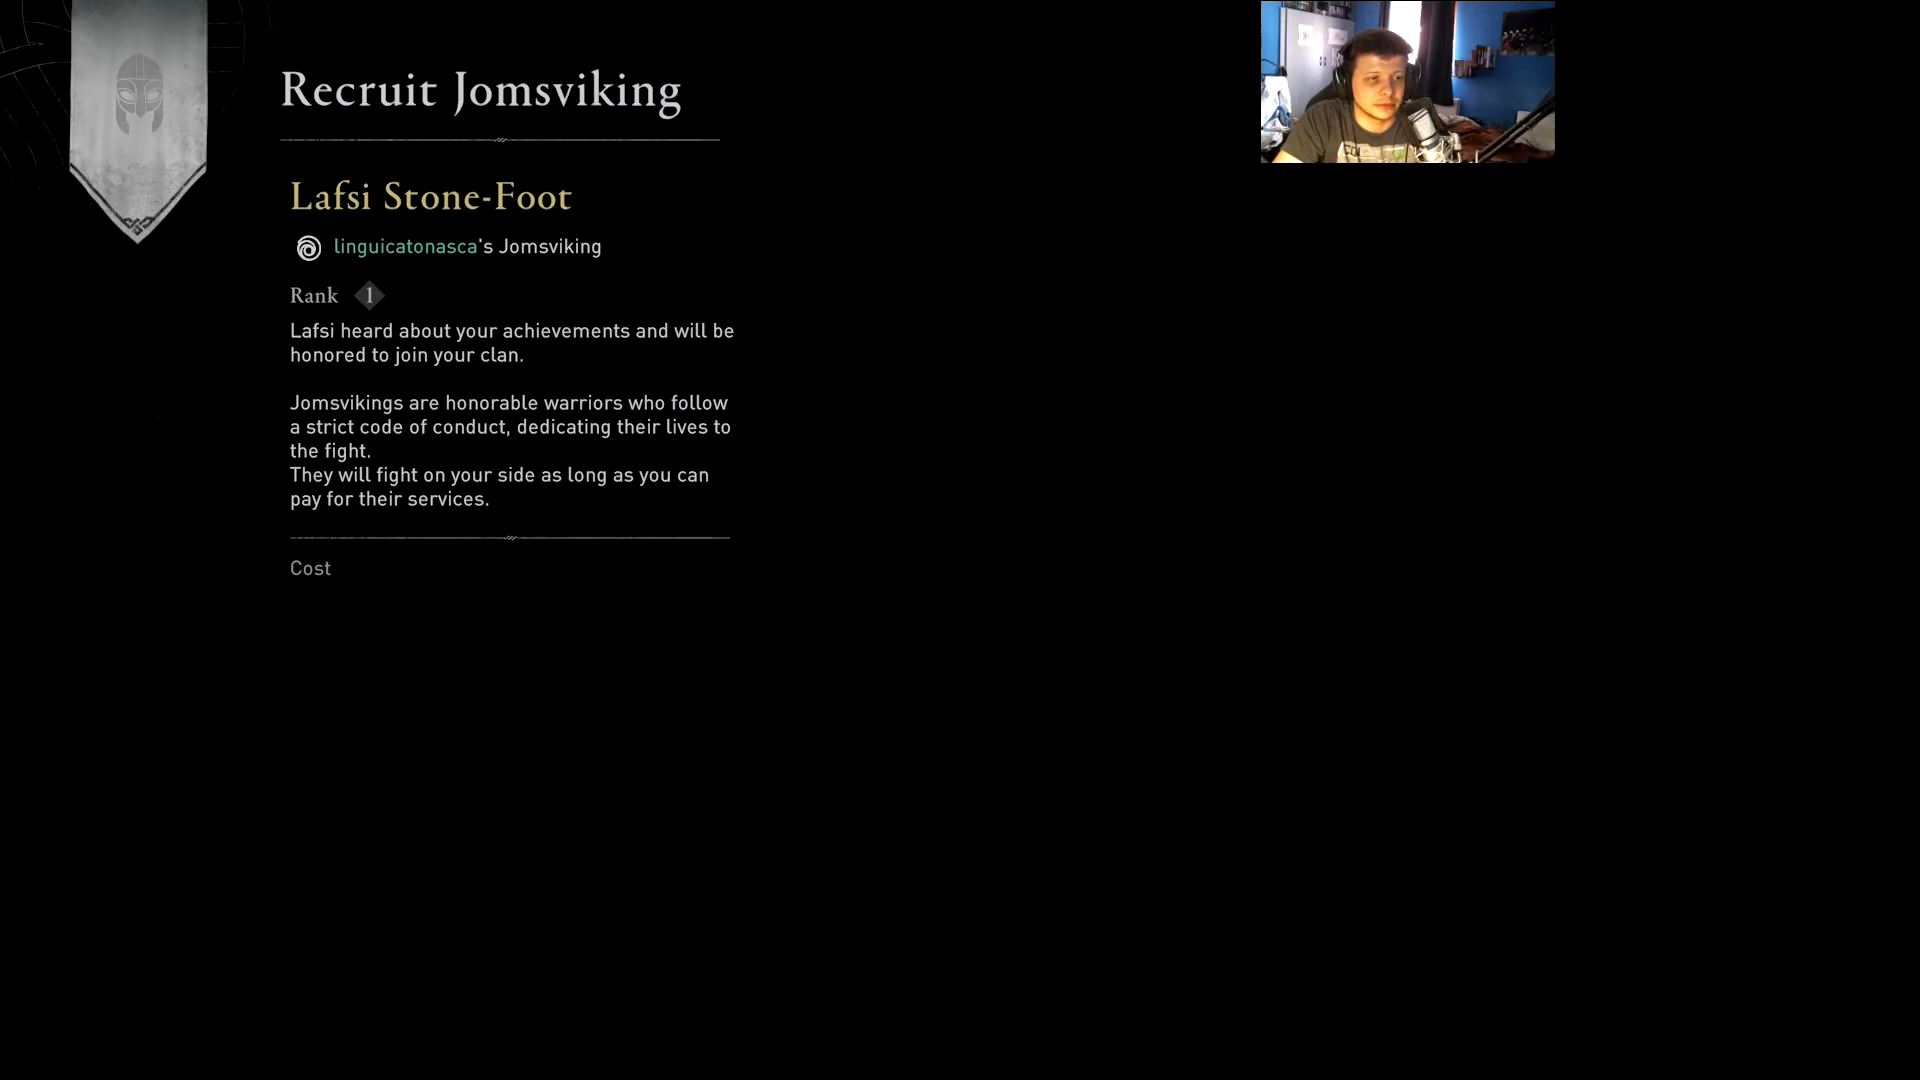 Recruit Jomsviking
Lafsi Stone-Foot
linguicatonasca's Jomsviking
Rank 1
Lafsi heard about your achievements and will be
honored to join your clan.
Jomsvikings are honorable warriors who follow
a strict code of conduct, dedicating their lives to
the fight.
They will fight on your side as long as you can
pay for their services.
Cost